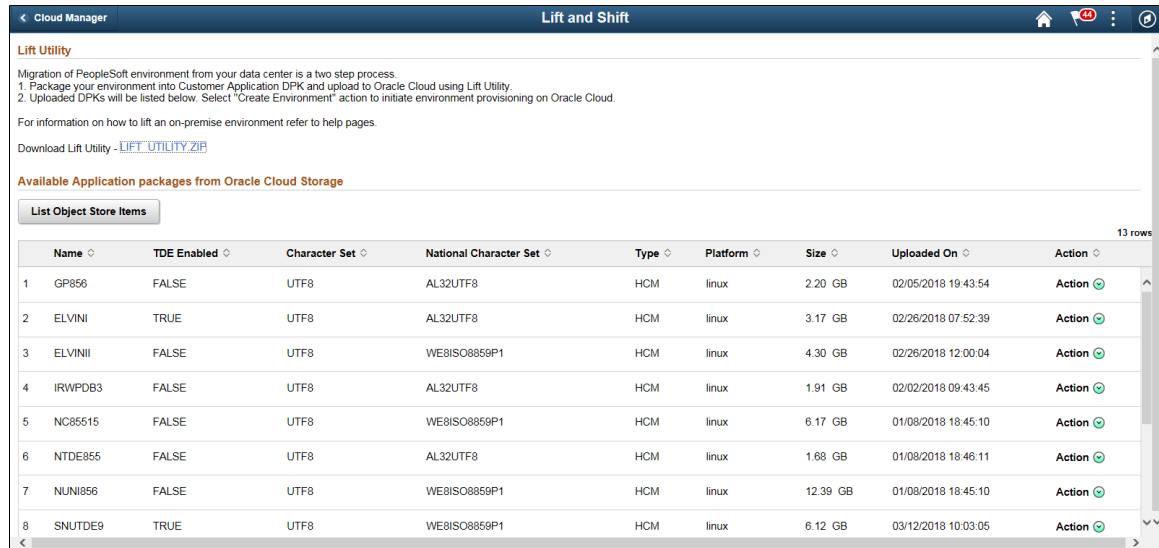 Cloud Manager
Lift and Shift
44
Lift Utility
Migration of PeopleSoft environment from your data center is a two step process.
1. Package your environment into Customer Application DPK and upload to Oracle Cloud using Lift Utility.
2. Uploaded DPKs will be listed below. Select "Create Environment" action to initiate environment provisioning on Oracle Cloud.
For information on how to lift an on-premise environment refer to help pages.
Download Lift Utility - LIFT_UTILITY.ZIP
Available Application packages from Oracle Cloud Storage
List Object Store Items
13 rows
Name TDE Enabled Character Set National Character Set Type Platform Size Uploaded On Action
1 GP856 FALSE UTF8 AL32UTF8 HCM linux 2.20 GB 02/05/2018 19:43:54 Action
2 ELVINI TRUE UTF8 AL32UTF8 HCM linux 3.17 GB 02/26/2018 07:52:39 Action
3 ELVINII FALSE UTF8 WE8ISO8859P1 HCM linux 4.30 GB 02/26/2018 12:00:04 Action
4 IRWPDB3 FALSE UTF8 AL32UTF8 HCM linux 1.91 GB 02/02/2018 09:43:45 Action
5 NC85515 FALSE UTF8 WE8ISO8859P1 HCM linux 6.17 GB 01/08/2018 18:45:10 Action
6 NTDE855 FALSE UTF8 AL32UTF8 HCM linux 1.68 GB 01/08/2018 18:46:11 Action
7 NUNI856 FALSE UTF8 WE8ISO8859P1 HCM linux 12.39 GB 01/08/2018 18:45:10 Action
8 SNUTDE9 TRUE UTF8 WE8ISO8859P1 HCM linux 6.12 GB 03/12/2018 10:03:05 Action